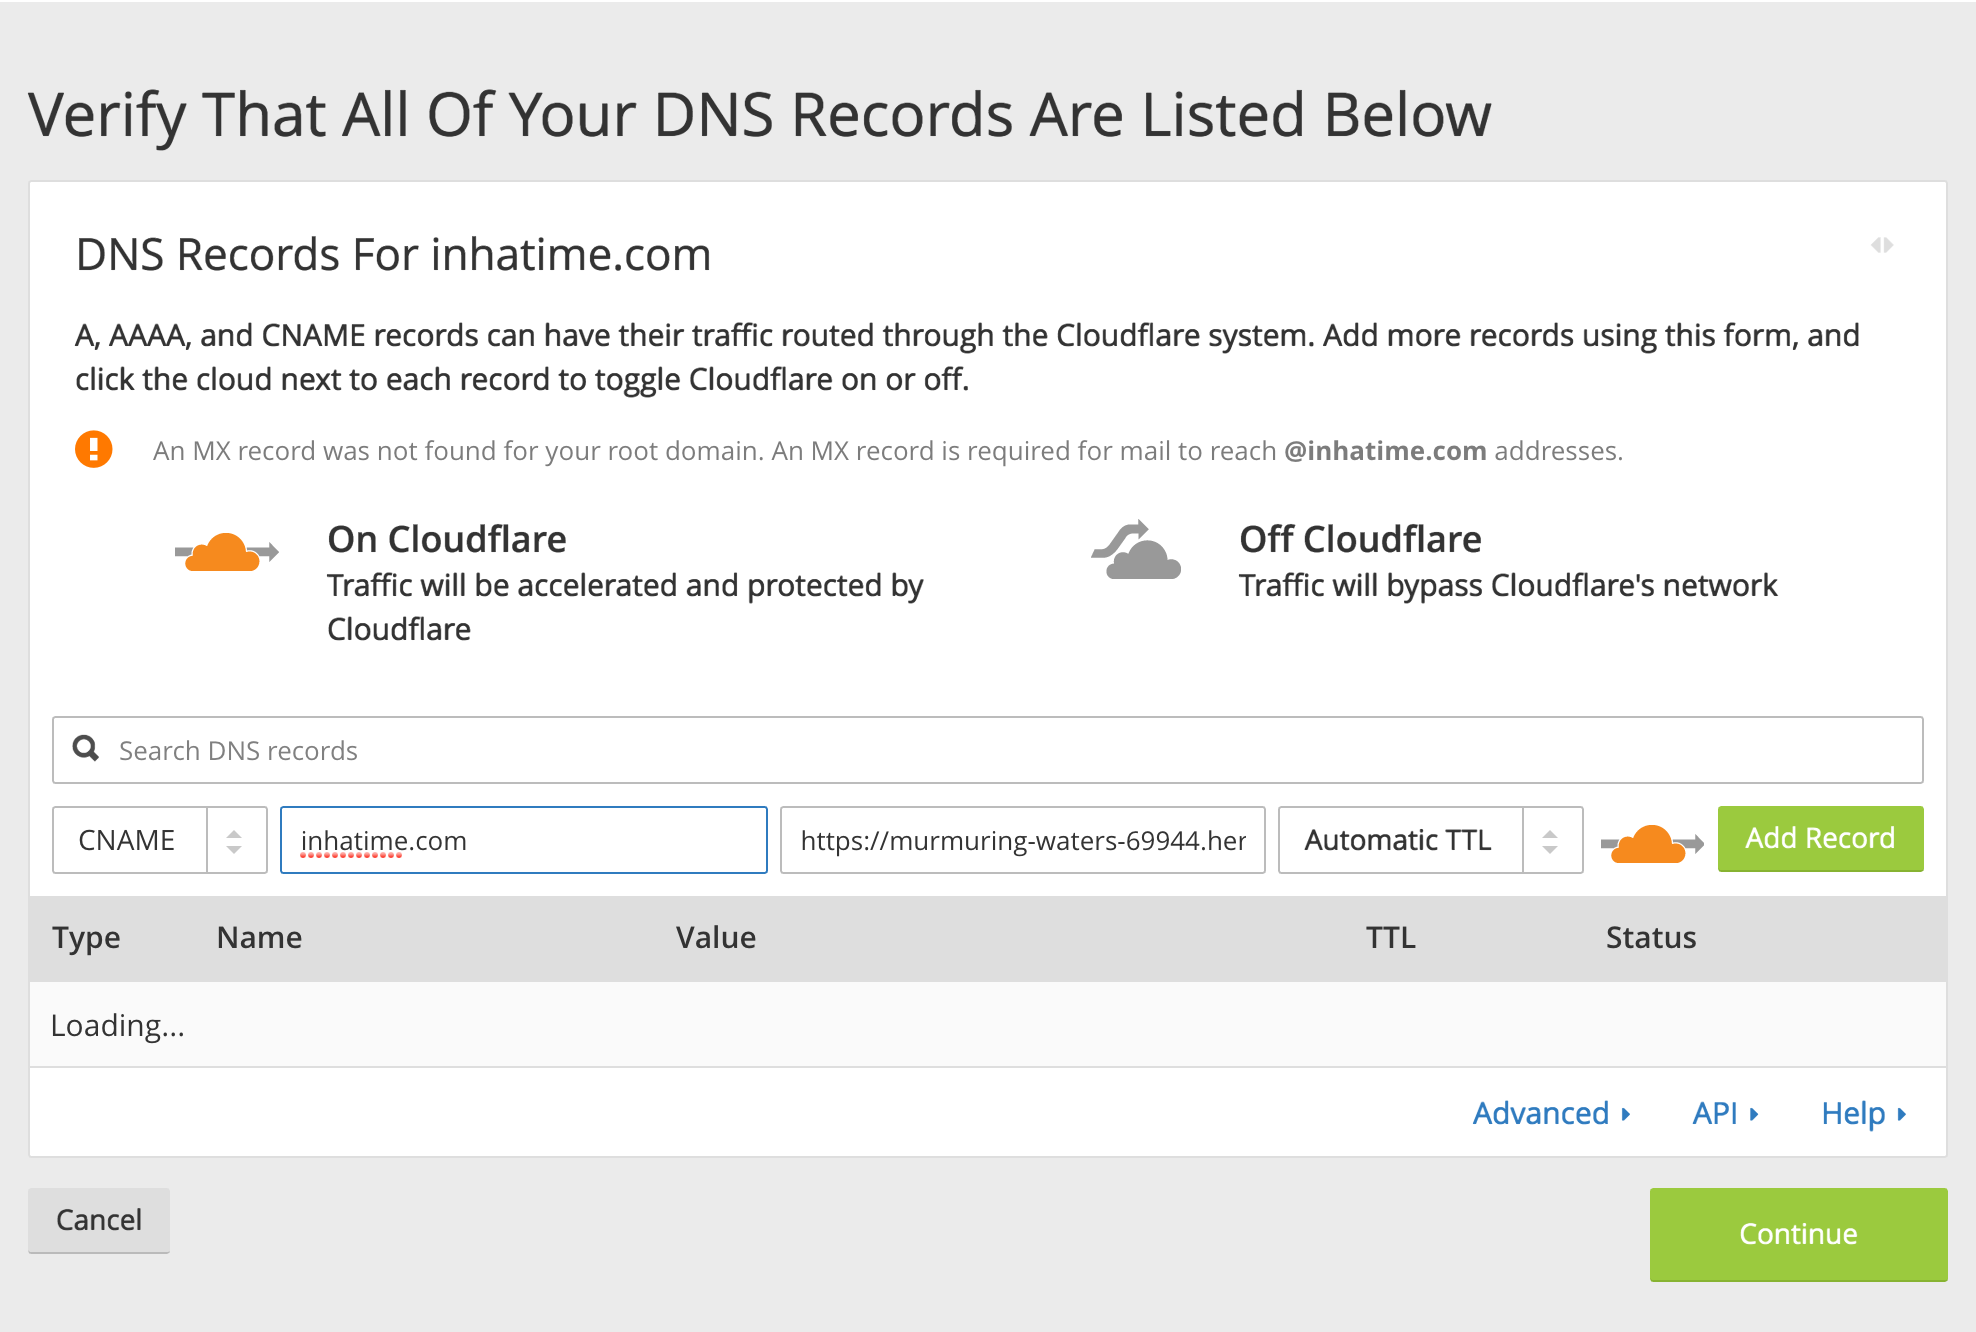 Verify That All Of Your DNS Records Are Listed Below
DNS Records For inhatime.com
A, AAAA, and CNAME records can have their traffic routed through the Cloudflare system. Add more records using this form, and
click the cloud next to each record to toggle Cloudflare on or off.
An MX record was not found for your root domain. An MX record is required for mail to reach @inhatime.com addresses.
On Cloudflare
Traffic will be accelerated and protected by
Cloudflare
Off Cloudflare
Traffic will bypass Cloudflare's network
Search DNS records
CNAME inhatime.com https://murmuring-waters-69944.her Automatic TTL Add Record
Type Name Value TTL Status
Loading...
Advanced API Help
Cancel Continue